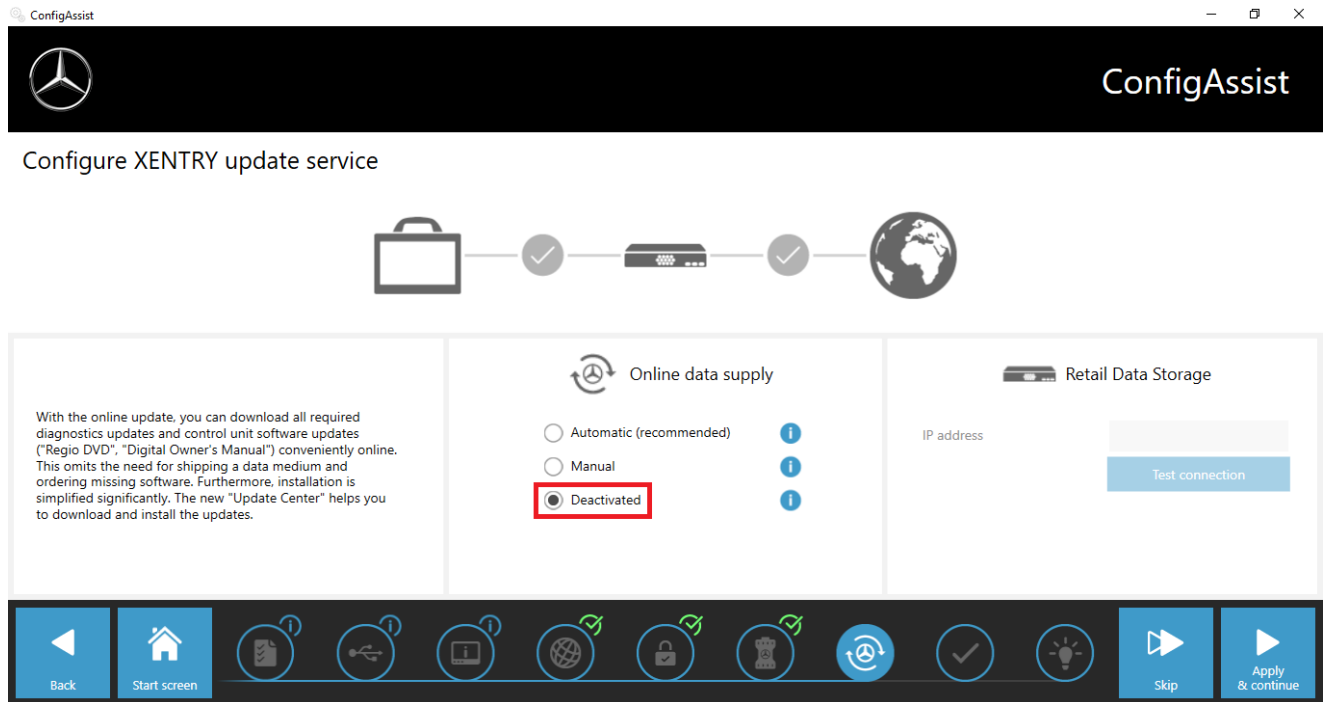 ConfigAssist
ConfigAssist
Configure XENTRY update service
With the online update, you can download all required
diagnostics updates and control unit software updates
("Regio DVD", "Digital Owner's Manual") conveniently online.
This omits the need for shipping a data medium and
ordering missing software. Furthermore, installation is
simplified significantly. The new "Update Center" helps you
to download and install the updates.
Online data supply
Automatic (recommended)
Manual
Deactivated
Retail Data Storage
IP address
Test connection
Back
Start screen
Skip
Apply
& continue